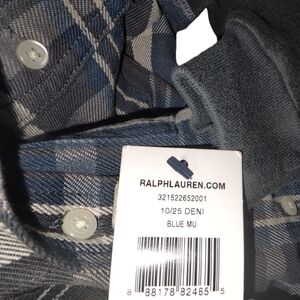 RALPHLAUREN.COM
321522652001
10/25 DENI
BLUE MU
8 88178 82465 5